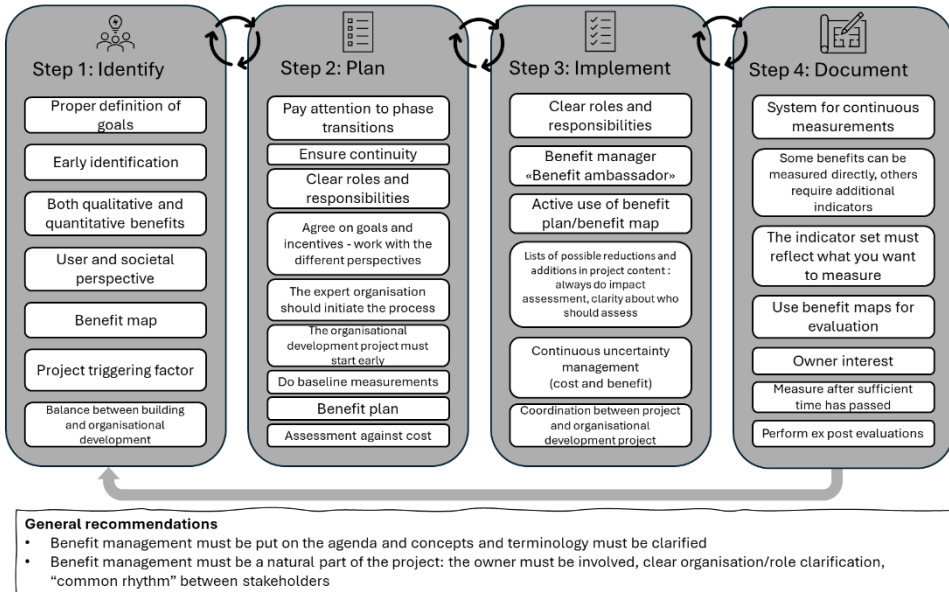 Step 1: Identify
Proper definition of
goals
Early identification
Both qualitative and
quantitative benefits
User and societal
perspective
Benefit map
Project triggering factor
Balance between building
and organisational
development
Step 2: Plan
Pay attention to phase
transitions
Ensure continuity
Clear roles and
responsibilities
Agree on goals and
incentives - work with the
different perspectives
The expert organisation
should initiate the process
The organisational
development project must
start early
Do baseline measurements
Benefit plan
Assessment against cost
Step 3: Implement
Clear roles and
responsibilities
Benefit manager
«Benefit ambassador»
Active use of benefit
plan/benefit map
Lists of possible reductions and
additions in project content :
always do impact
assessment, clarity about who
should assess
Continuous uncertainty
management
(cost and benefit)
Coordination between project
and organisational
development project
Step 4: Document
System for continuous
measurements
Some benefits can be
measured directly, others
require additional
indicators
The indicator set must
reflect what you want
to measure
Use benefit maps for
evaluation
Owner interest
Measure after sufficient
time has passed
Perform ex post evaluations
General recommendations
• Benefit management must be put on the agenda and concepts and terminology must be clarified
• Benefit management must be a natural part of the project: the owner must be involved, clear organisation/role clarification,
“common rhythm” between stakeholders